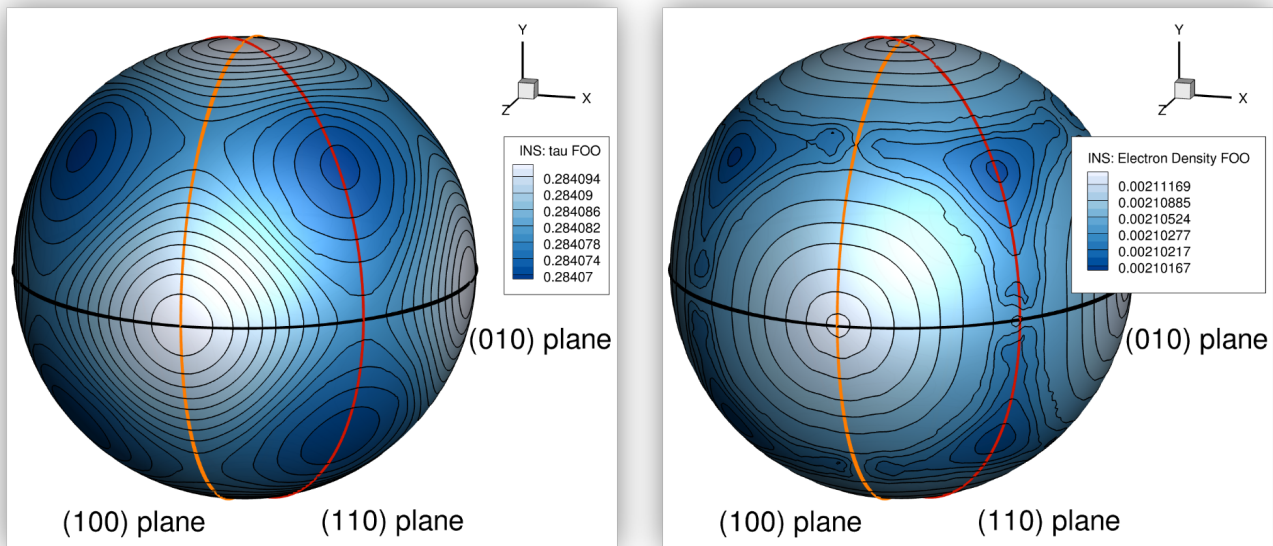 Y
X
Z
INS: tau FOO
0.284094
0.28409
0.284086
0.284082
0.284078
0.284074
0.28407
(010) plane
(100) plane
(110) plane
Y
X
Z
INS: Electron Density FOO
0.00211169
0.00210885
0.00210524
0.00210277
0.00210217
0.00210167
(010) plane
(100) plane
(110) plane